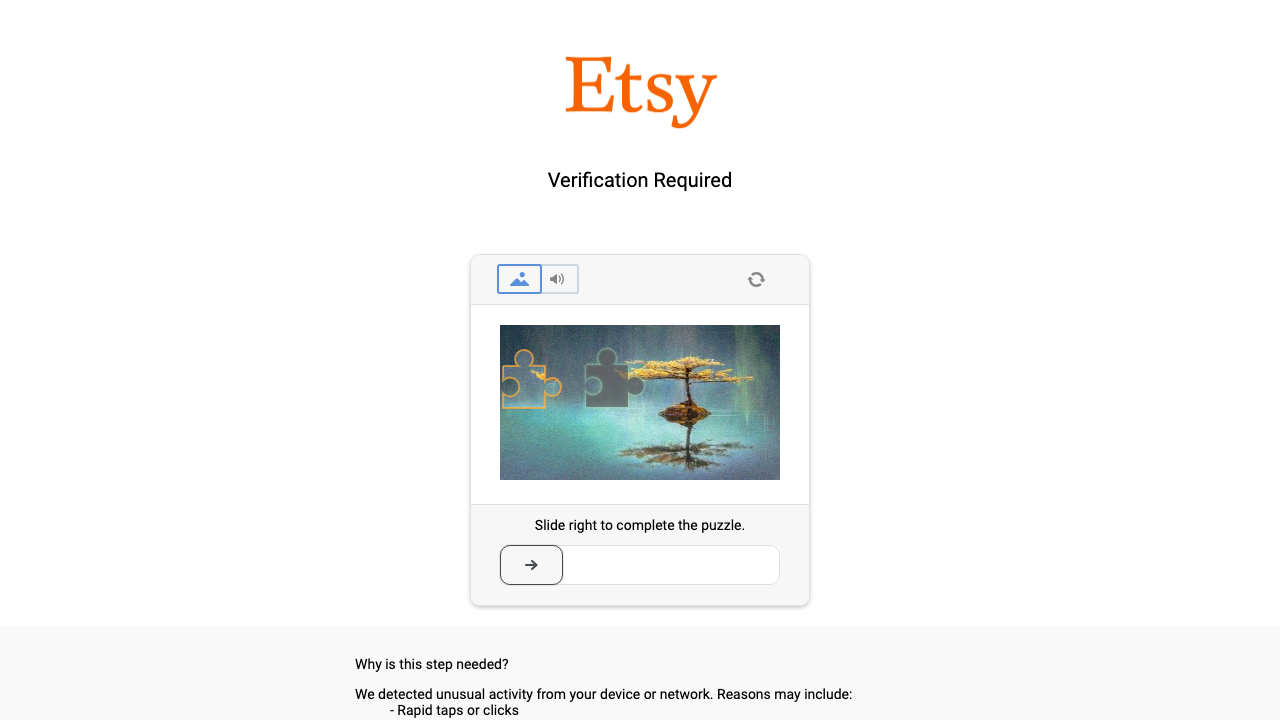 Etsy
Verification Required
Slide right to complete the puzzle.
Why is this step needed?
We detected unusual activity from your device or network. Reasons may include:
- Rapid taps or clicks